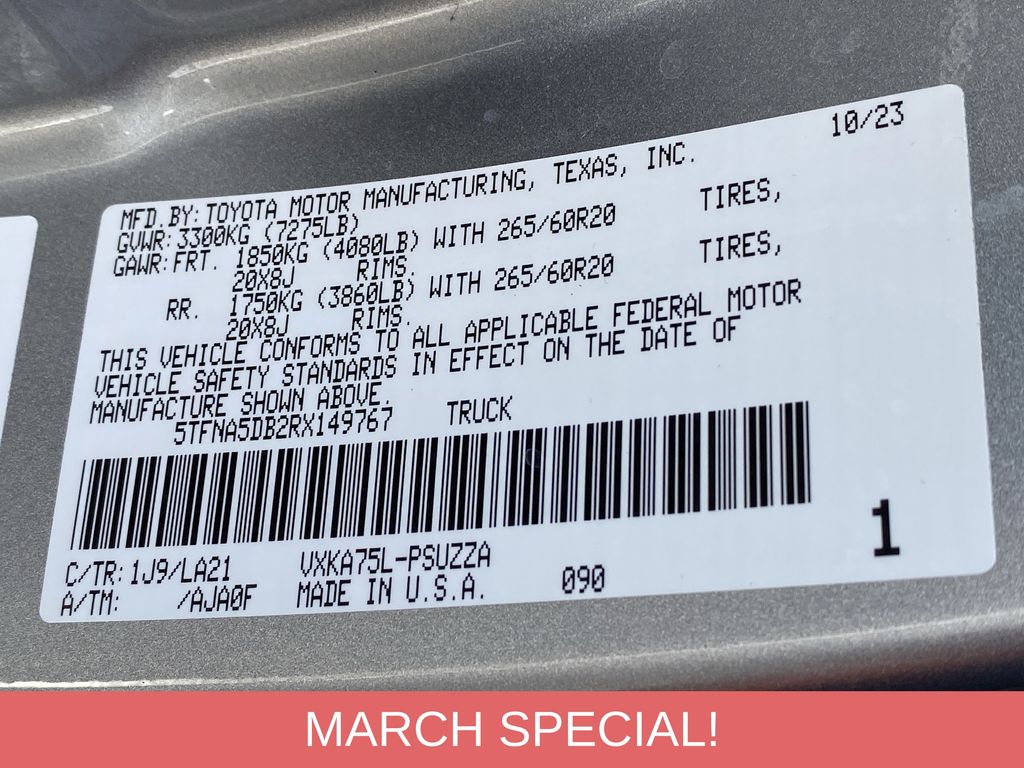 10/23
MFD.BY: TOYOTA MOTOR MANUFACTURING, TEXAS, INC.
GVWR: 3300KG (7275LB)
GAWR: FRT. 1850KG (4080LB) WITH 265/60R20 TIRES,
20X8J RIMS.
RR. 1750KG (3860LB) WITH 265/60R20 TIRES,
20X8J RIMS.
THIS VEHICLE CONFORMS TO ALL APPLICABLE FEDERAL MOTOR
VEHICLE SAFETY STANDARDS IN EFFECT ON THE DATE OF
MANUFACTURE SHOWN ABOVE.
5TFNA5DB2RX149767 TRUCK
1
C/TR: 1J9/LA21 VXKA75L-PSUZZA
A/TM: /AJA0F MADE IN U.S.A. 090
MARCH SPECIAL!